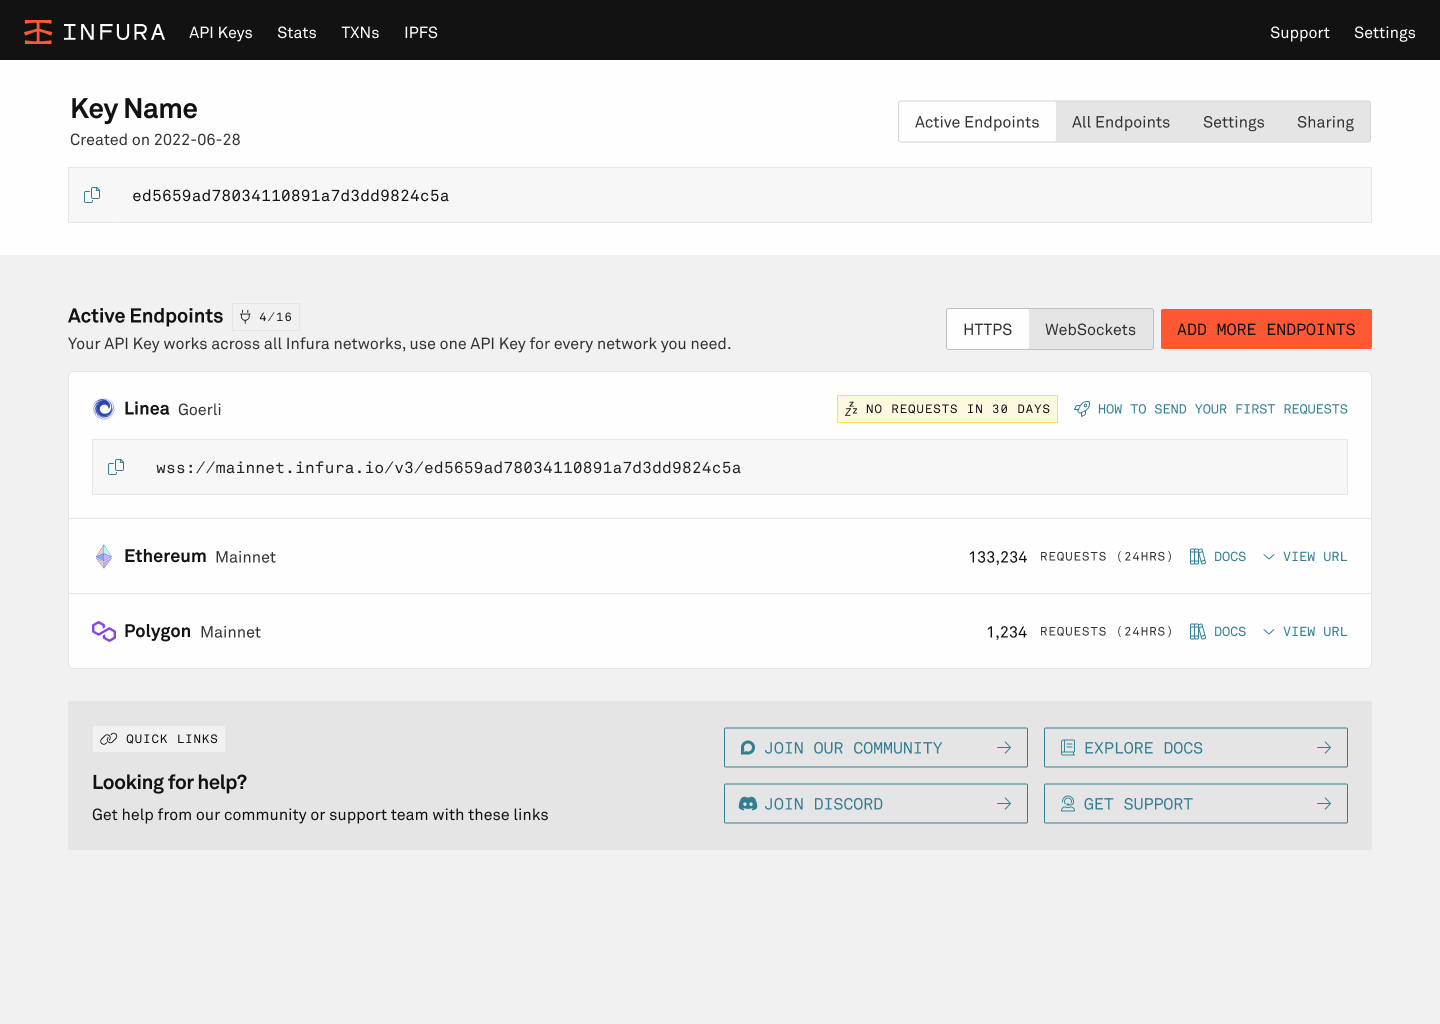 INFURA API Keys Stats TXNs IPFS Support Settings
Key Name
Created on 2022-06-28
Active Endpoints All Endpoints Settings Sharing
ed5659ad78034110891a7d3dd9824c5a
Active Endpoints 4/16
Your API Key works across all Infura networks, use one API Key for every network you need.
HTTPS WebSockets ADD MORE ENDPOINTS
Linea Goerli NO REQUESTS IN 30 DAYS HOW TO SEND YOUR FIRST REQUESTS
wss://mainnet.infura.io/v3/ed5659ad78034110891a7d3dd9824c5a
Ethereum Mainnet 133,234 REQUESTS (24HRS) DOCS VIEW URL
Polygon Mainnet 1,234 REQUESTS (24HRS) DOCS VIEW URL
QUICK LINKS
Looking for help?
Get help from our community or support team with these links
JOIN OUR COMMUNITY EXPLORE DOCS
JOIN DISCORD GET SUPPORT